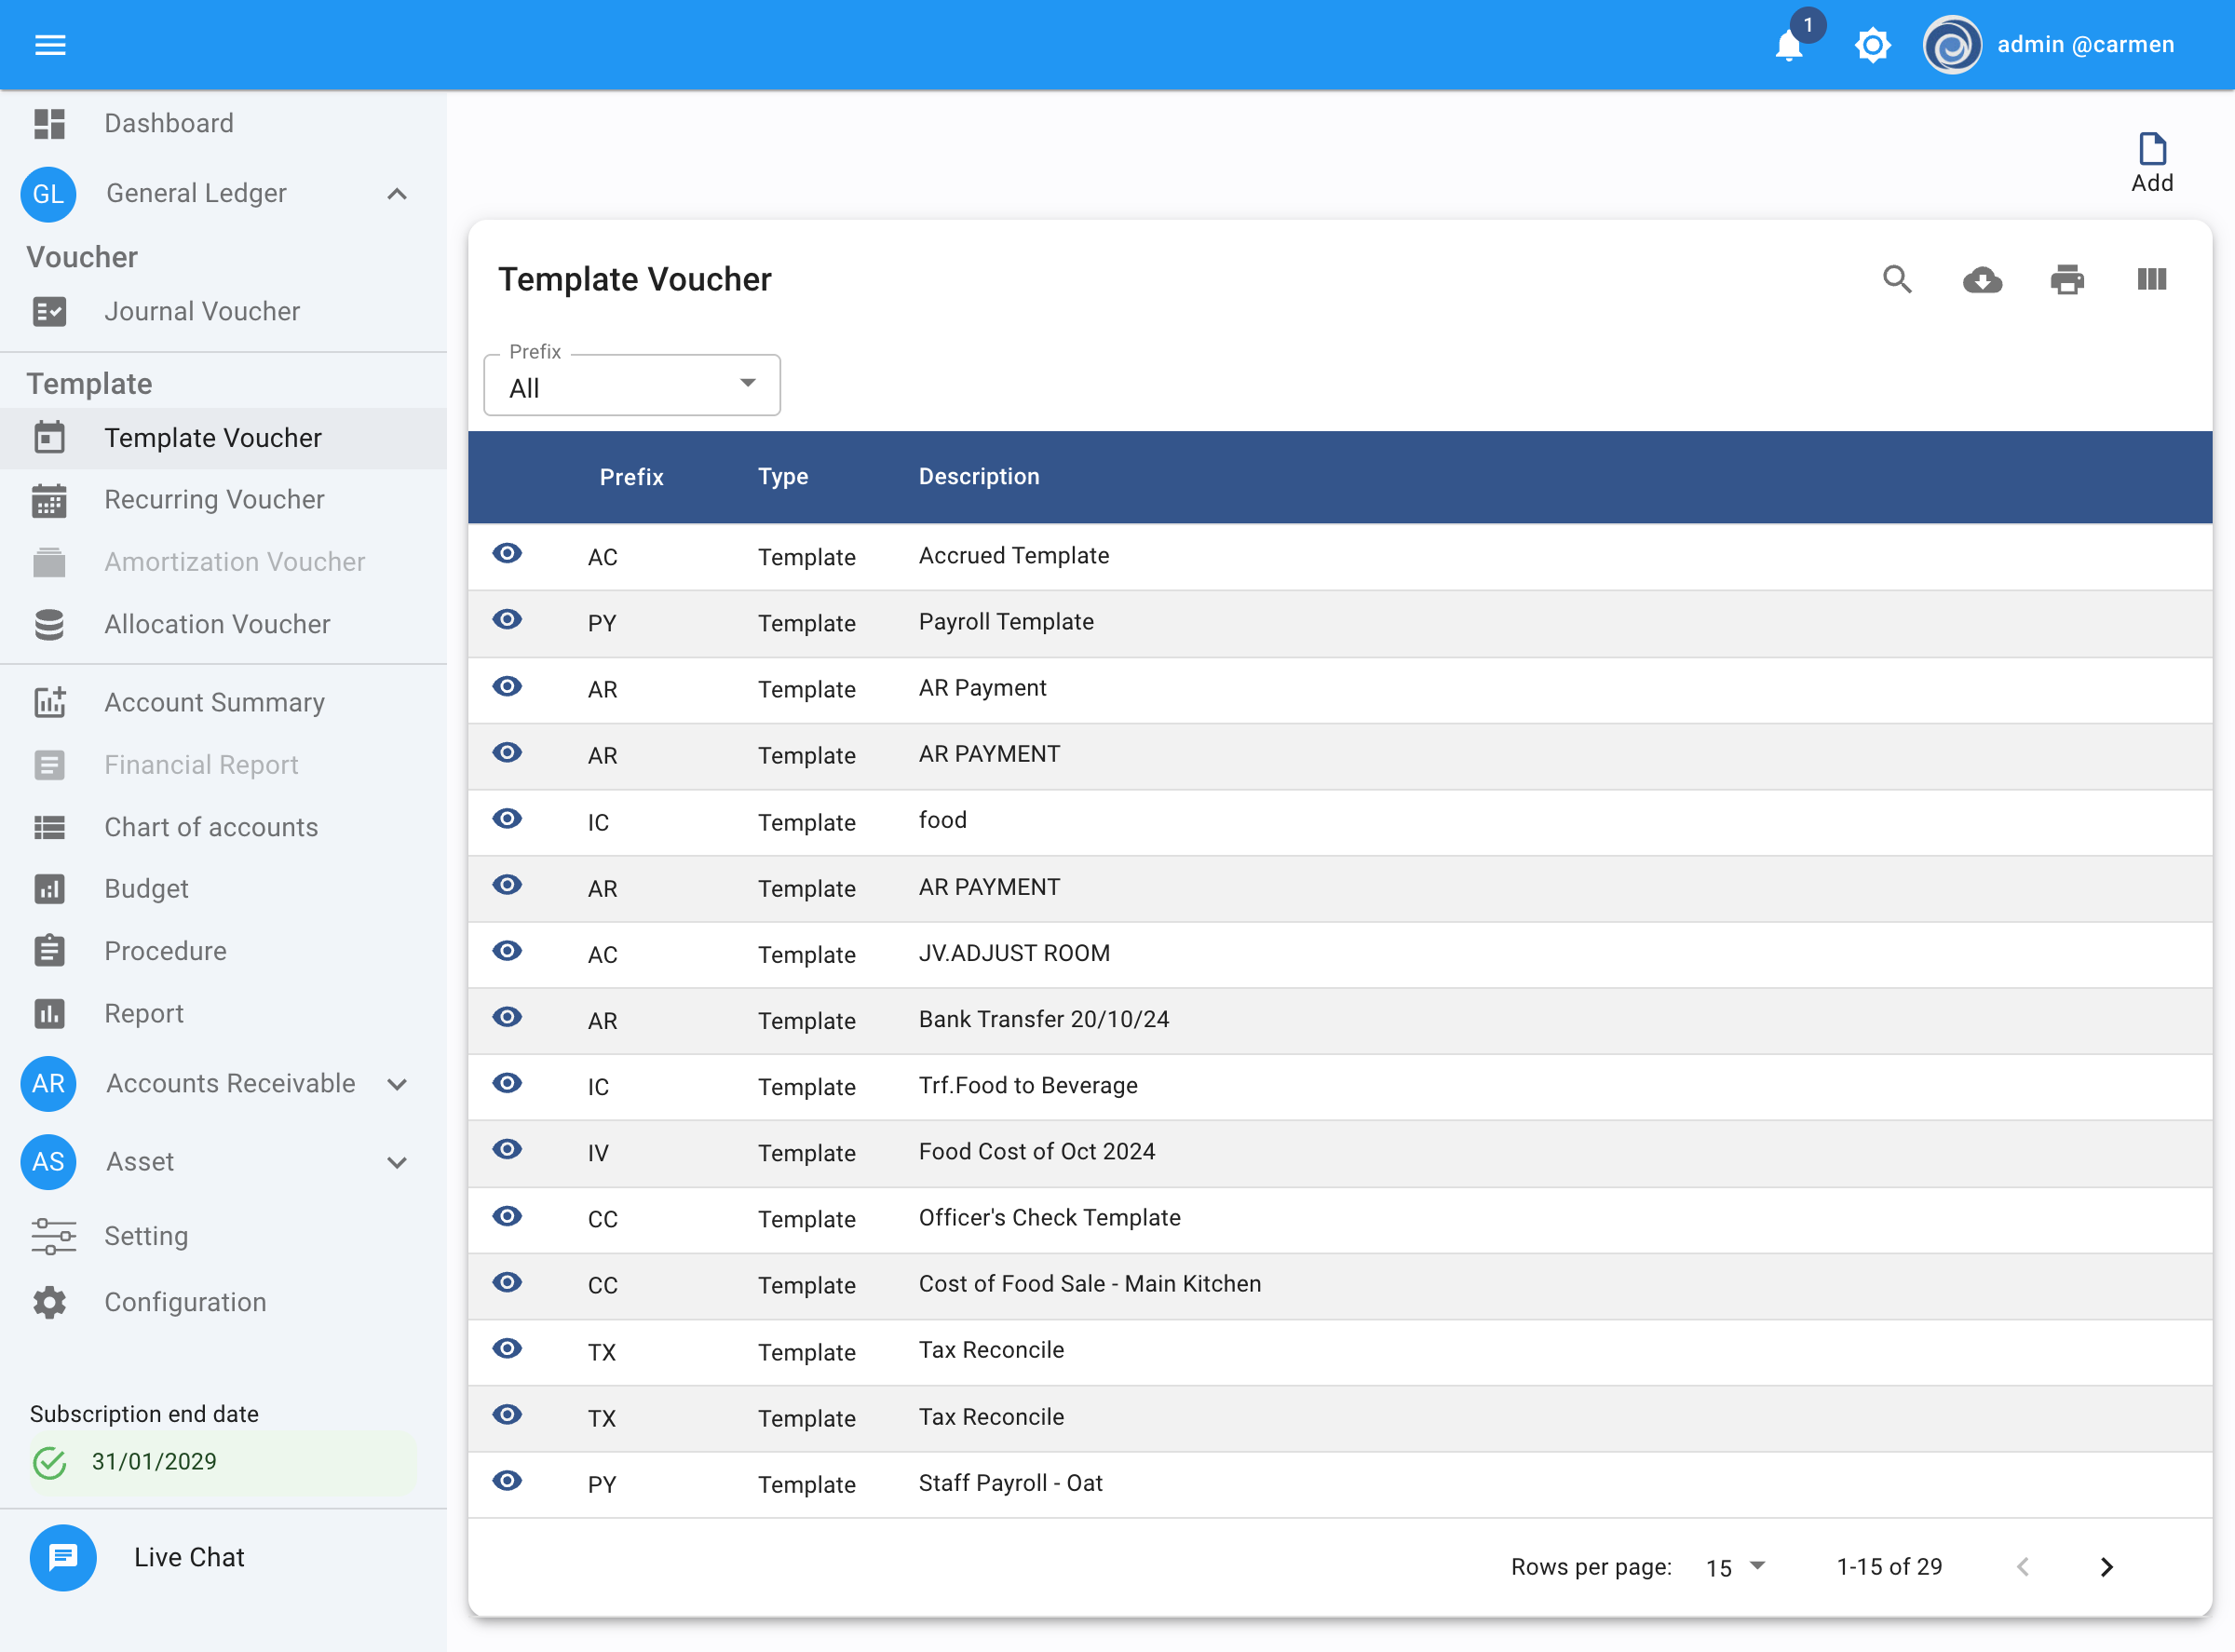 1
admin @carmen
Dashboard
GL General Ledger
Voucher
Journal Voucher
Template
Template Voucher
Recurring Voucher
Amortization Voucher
Allocation Voucher
Account Summary
Financial Report
Chart of accounts
Budget
Procedure
Report
AR Accounts Receivable
AS Asset
Setting
Configuration
Subscription end date
31/01/2029
Live Chat
Add
Template Voucher
Prefix
All
Prefix Type Description
AC Template Accrued Template
PY Template Payroll Template
AR Template AR Payment
AR Template AR PAYMENT
IC Template food
AR Template AR PAYMENT
AC Template JV.ADJUST ROOM
AR Template Bank Transfer 20/10/24
IC Template Trf.Food to Beverage
IV Template Food Cost of Oct 2024
CC Template Officer's Check Template
CC Template Cost of Food Sale - Main Kitchen
TX Template Tax Reconcile
TX Template Tax Reconcile
PY Template Staff Payroll - Oat
Rows per page: 15 1-15 of 29